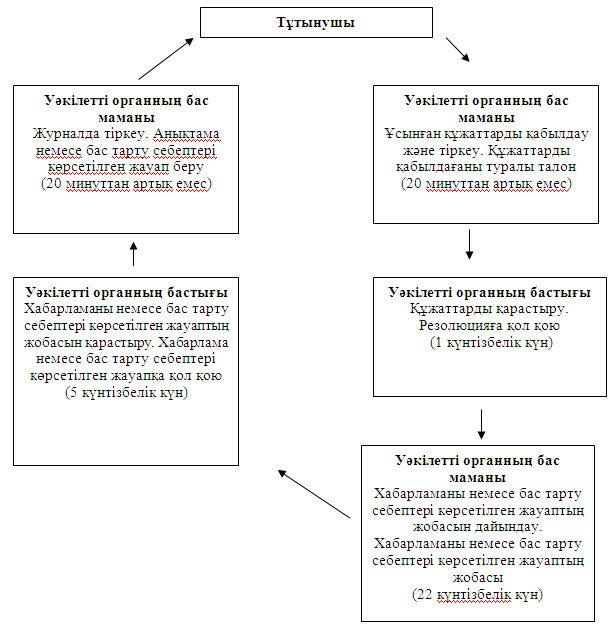 Тұтынушы
Уәкілетті органның бас
маманы
Журналда тіркеу. Анықтама
немесе бас тарту себептері
көрсетілген жауап беру
(20 минуттан артық емес)
Уәкілетті органның бас
маманы
Ұсынған құжаттарды қабылдау
және тіркеу. Құжаттарды
қабылдағаны туралы талон
(20 минуттан артық емес)
Уәкілетті органның бастығы
Хабарламаны немесе бас тарту
себептері көрсетілген жауаптың
жобасын қарастыру. Хабарлама
немесе бас тарту себептері
көрсетілген жауапқа қол қою
(5 күнтізбелік күн)
Уәкілетті органның бастығы
Құжаттарды қарастыру.
Резолюцияға қол қою
(1 күнтізбелік күн)
Уәкілетті органның бас
маманы
Хабарламаны немесе бас тарту
себептері көрсетілген жауаптың
жобасын дайындау.
Хабарламаны немесе бас тарту
себептері көрсетілген жауаптың
жобасы
(22 күнтізбелік күн)